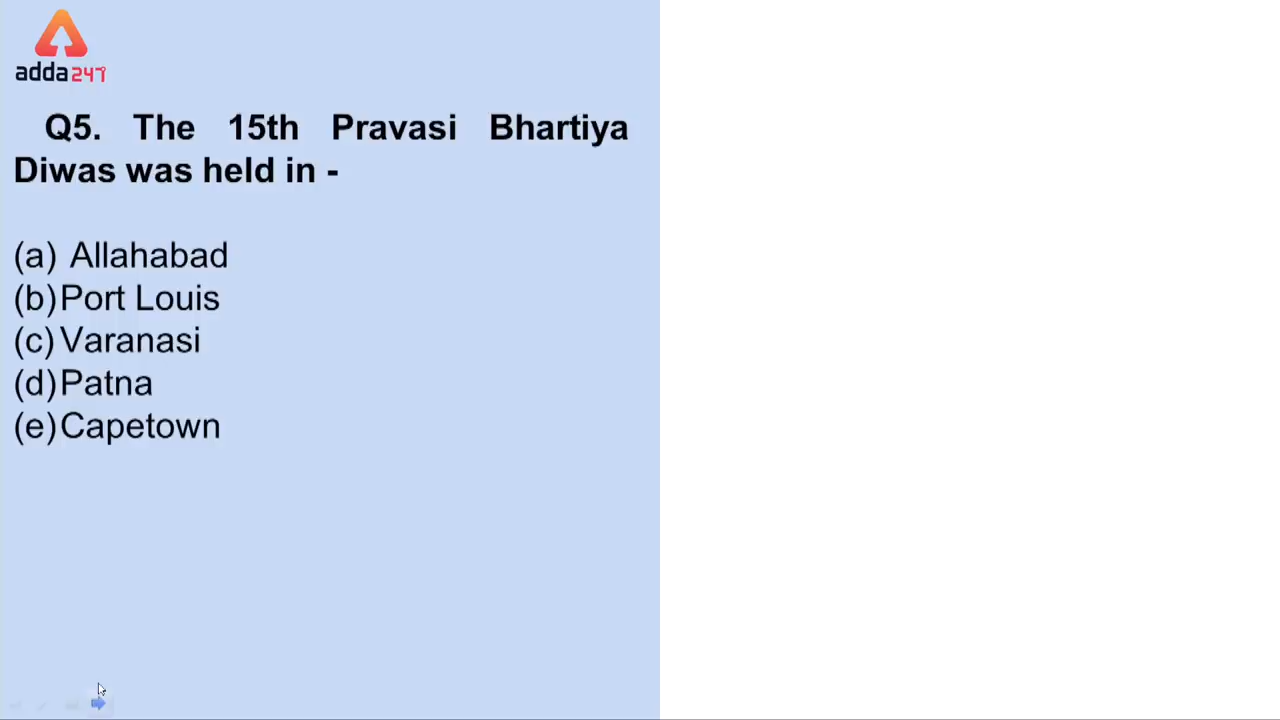 adda247
Q5. The 15th Pravasi Bhartiya
Diwas was held in -
(a) Allahabad
(b)Port Louis
(c) Varanasi
(d)Patna
(e)Capetown